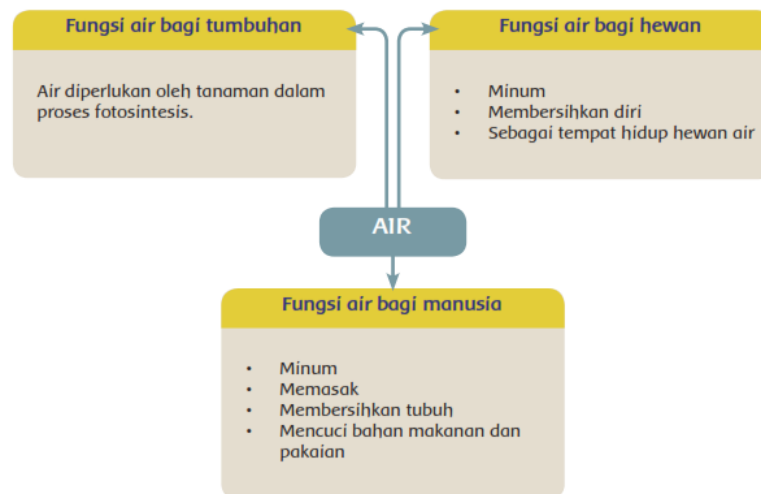 Fungsi air bagi tumbuhan
Air diperlukan oleh tanaman dalam
proses fotosintesis.
Fungsi air bagi hewan
• Minum
• Membersihkan diri
• Sebagai tempat hidup hewan air
AIR
Fungsi air bagi manusia
• Minum
• Memasak
• Membersihkan tubuh
• Mencuci bahan makanan dan
pakaian